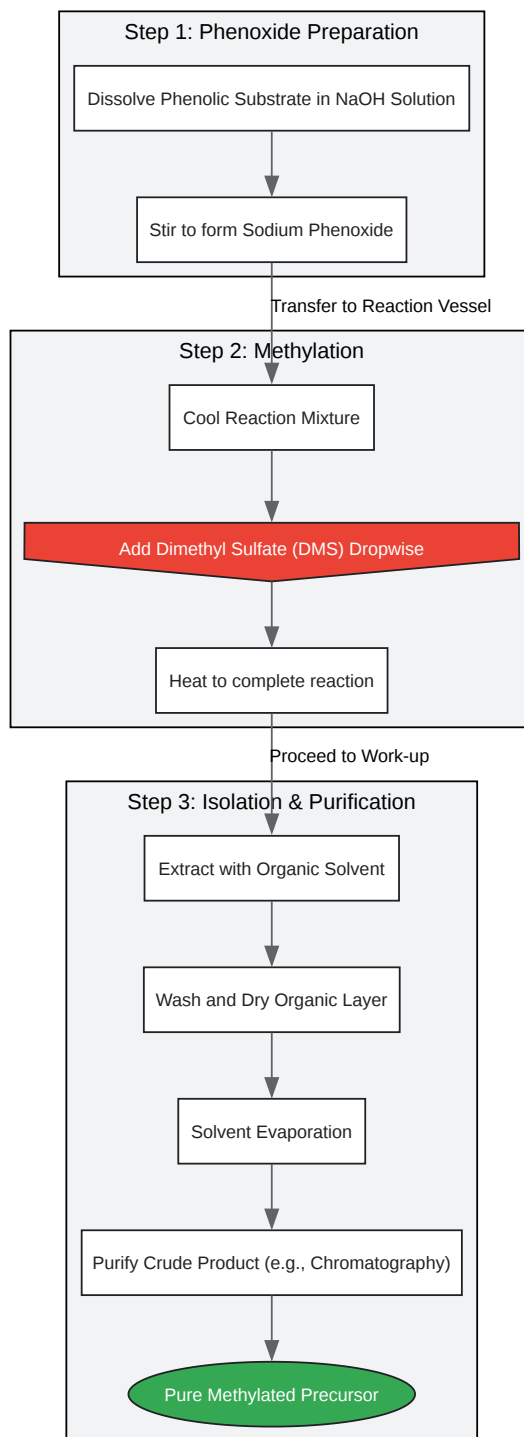 Step 1: Phenoxide Preparation
Dissolve Phenolic Substrate in NaOH Solution
Stir to form Sodium Phenoxide
Transfer to Reaction Vessel
Step 2: Methylation
Cool Reaction Mixture
Add Dimethyl Sulfate (DMS) Dropwise
Heat to complete reaction
Proceed to Work-up
Step 3: Isolation & Purification
Extract with Organic Solvent
Wash and Dry Organic Layer
Solvent Evaporation
Purify Crude Product (e.g., Chromatography)
Pure Methylated Precursor